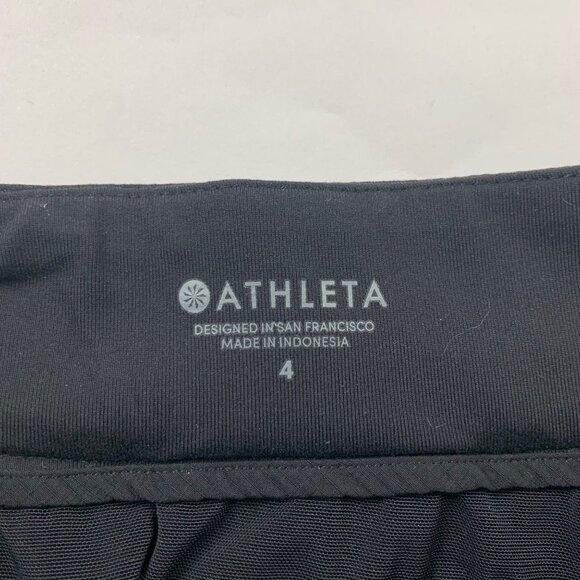 ATHLETA
DESIGNED IN SAN FRANCISCO
MADE IN INDONESIA
4